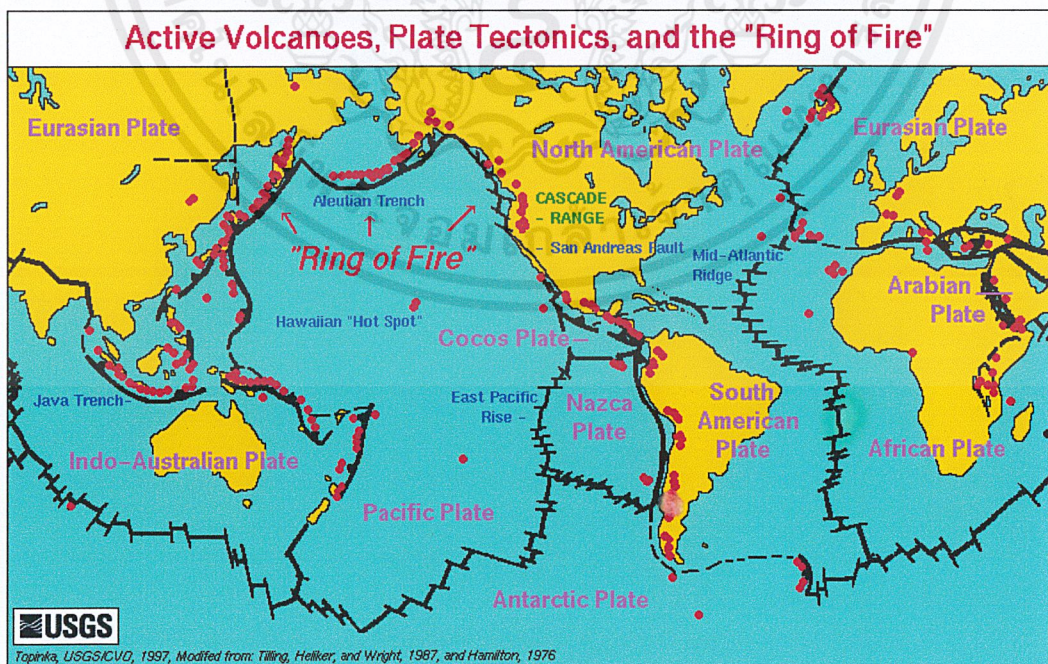 Active Volcanoes, Plate Tectonics, and the "Ring of Fire"
Eurasian Plate
North American Plate
Eurasian Plate
Aleutian Trench
CASCADE
- RANGE
"Ring of Fire"
- San Andreas Fault
Mid-Atlantic
Ridge
Arabian
Plate
Hawaiian "Hot Spot"
Cocos Plate
Java Trench
East Pacific
Rise -
Nazca
Plate
South
American
Plate
African Plate
Indo-Australian Plate
Pacific Plate
Antarctic Plate
USGS
Topinka, USGS/CVO, 1997, Modified from: Tilling, Heliker, and Wright, 1987, and Hamilton, 1976